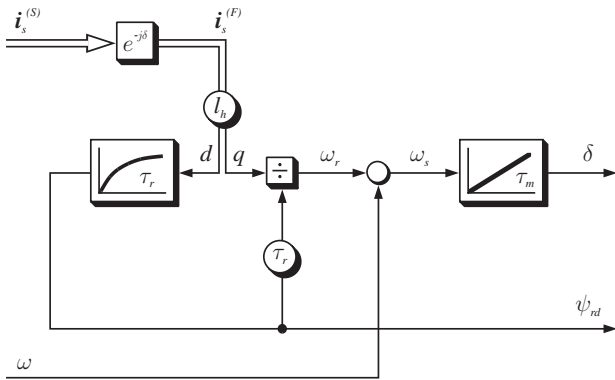 i_s^(S)
i_s^(F)
e^-jδ
l_h
d
q
÷
ω_r
ω_s
δ
τ_r
τ_m
τ_r
ψ_rd
ω